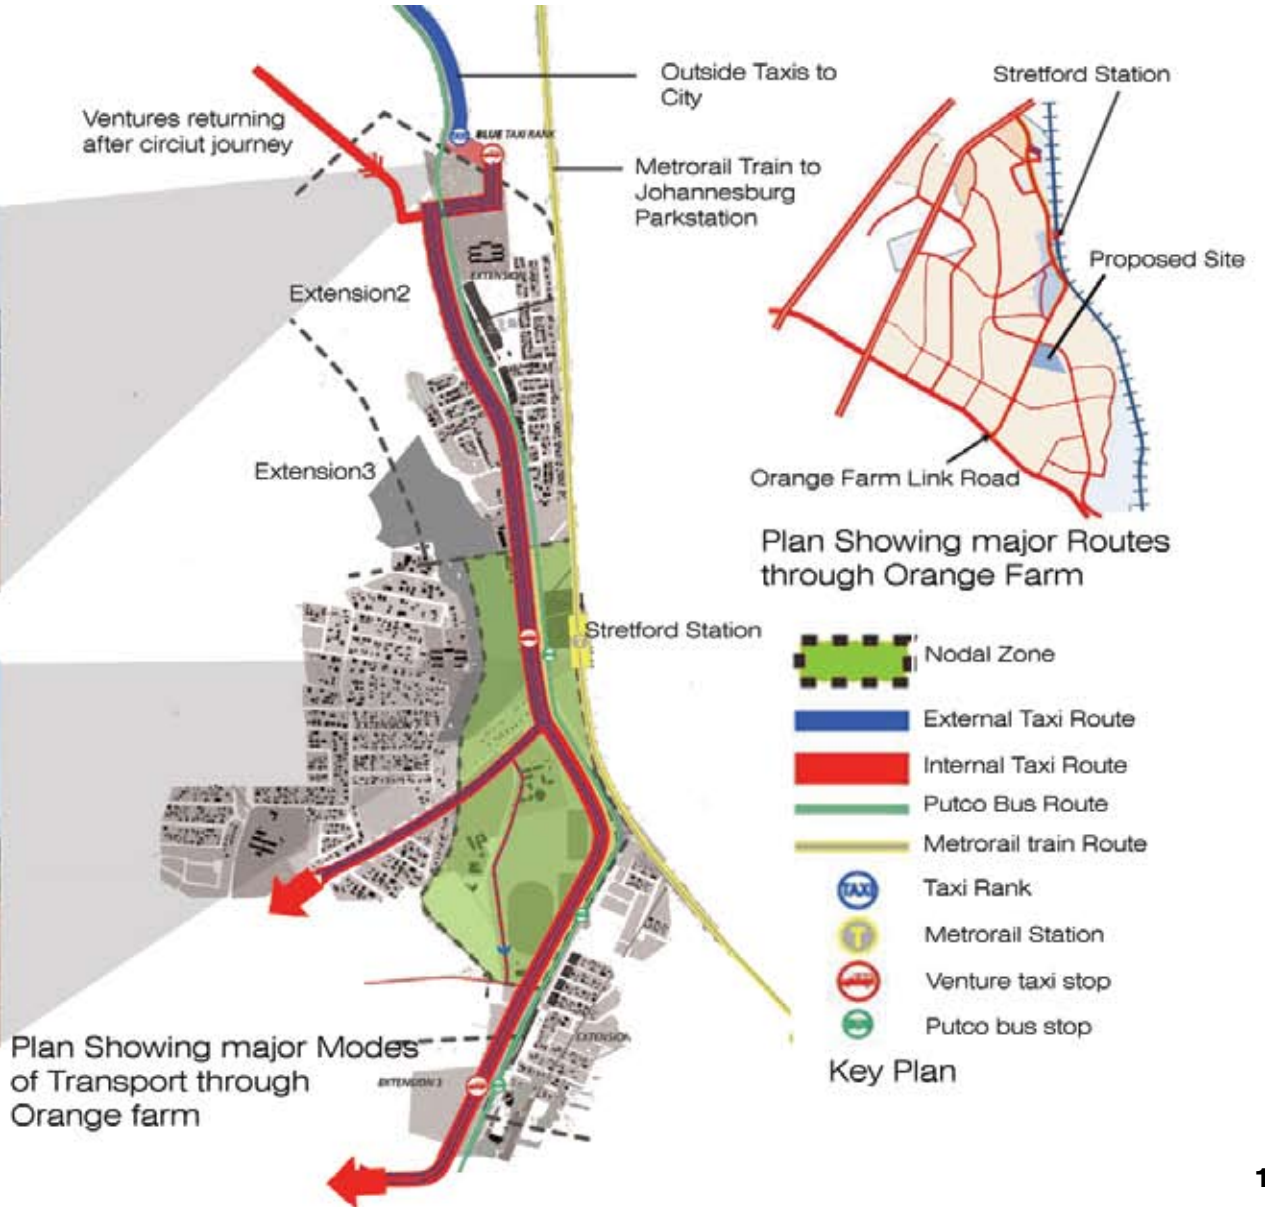 Outside Taxis to
City
Stretford Station
Ventures returning
after circiut journey
TAXI
BLUE TAXI RANK
Metrorail Train to
Johannesburg
Parkstation
Proposed Site
EXTENSION
Extension2
Extension3
Orange Farm Link Road
Plan Showing major Routes
through Orange Farm
Stretford Station
T
Nodal Zone
External Taxi Route
Internal Taxi Route
Putco Bus Route
Metrorail train Route
TAXI
Taxi Rank
T
Metrorail Station
Venture taxi stop
Putco bus stop
Key Plan
EXTENSION
Plan Showing major Modes
of Transport through
Orange farm
EXTENSION 3
1